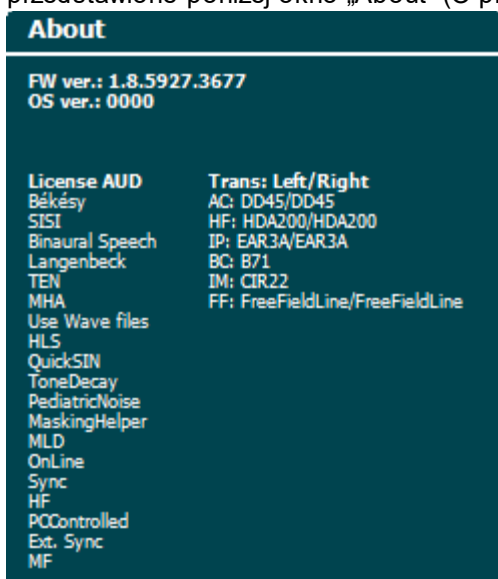 About
FW ver.: 1.8.5927.3677
OS ver.: 0000
License AUD
Békésy
SISI
Binaural Speech
Langenbeck
TEN
MHA
Use Wave files
HLS
QuickSIN
ToneDecay
PediatricNoise
MaskingHelper
MLD
OnLine
Sync
HF
PCControlled
Ext. Sync
MF
Trans: Left/Right
AC: DD45/DD45
HF: HDA200/HDA200
IP: EAR3A/EAR3A
BC: B71
IM: CIR22
FF: FreeFieldLine/FreeFieldLine